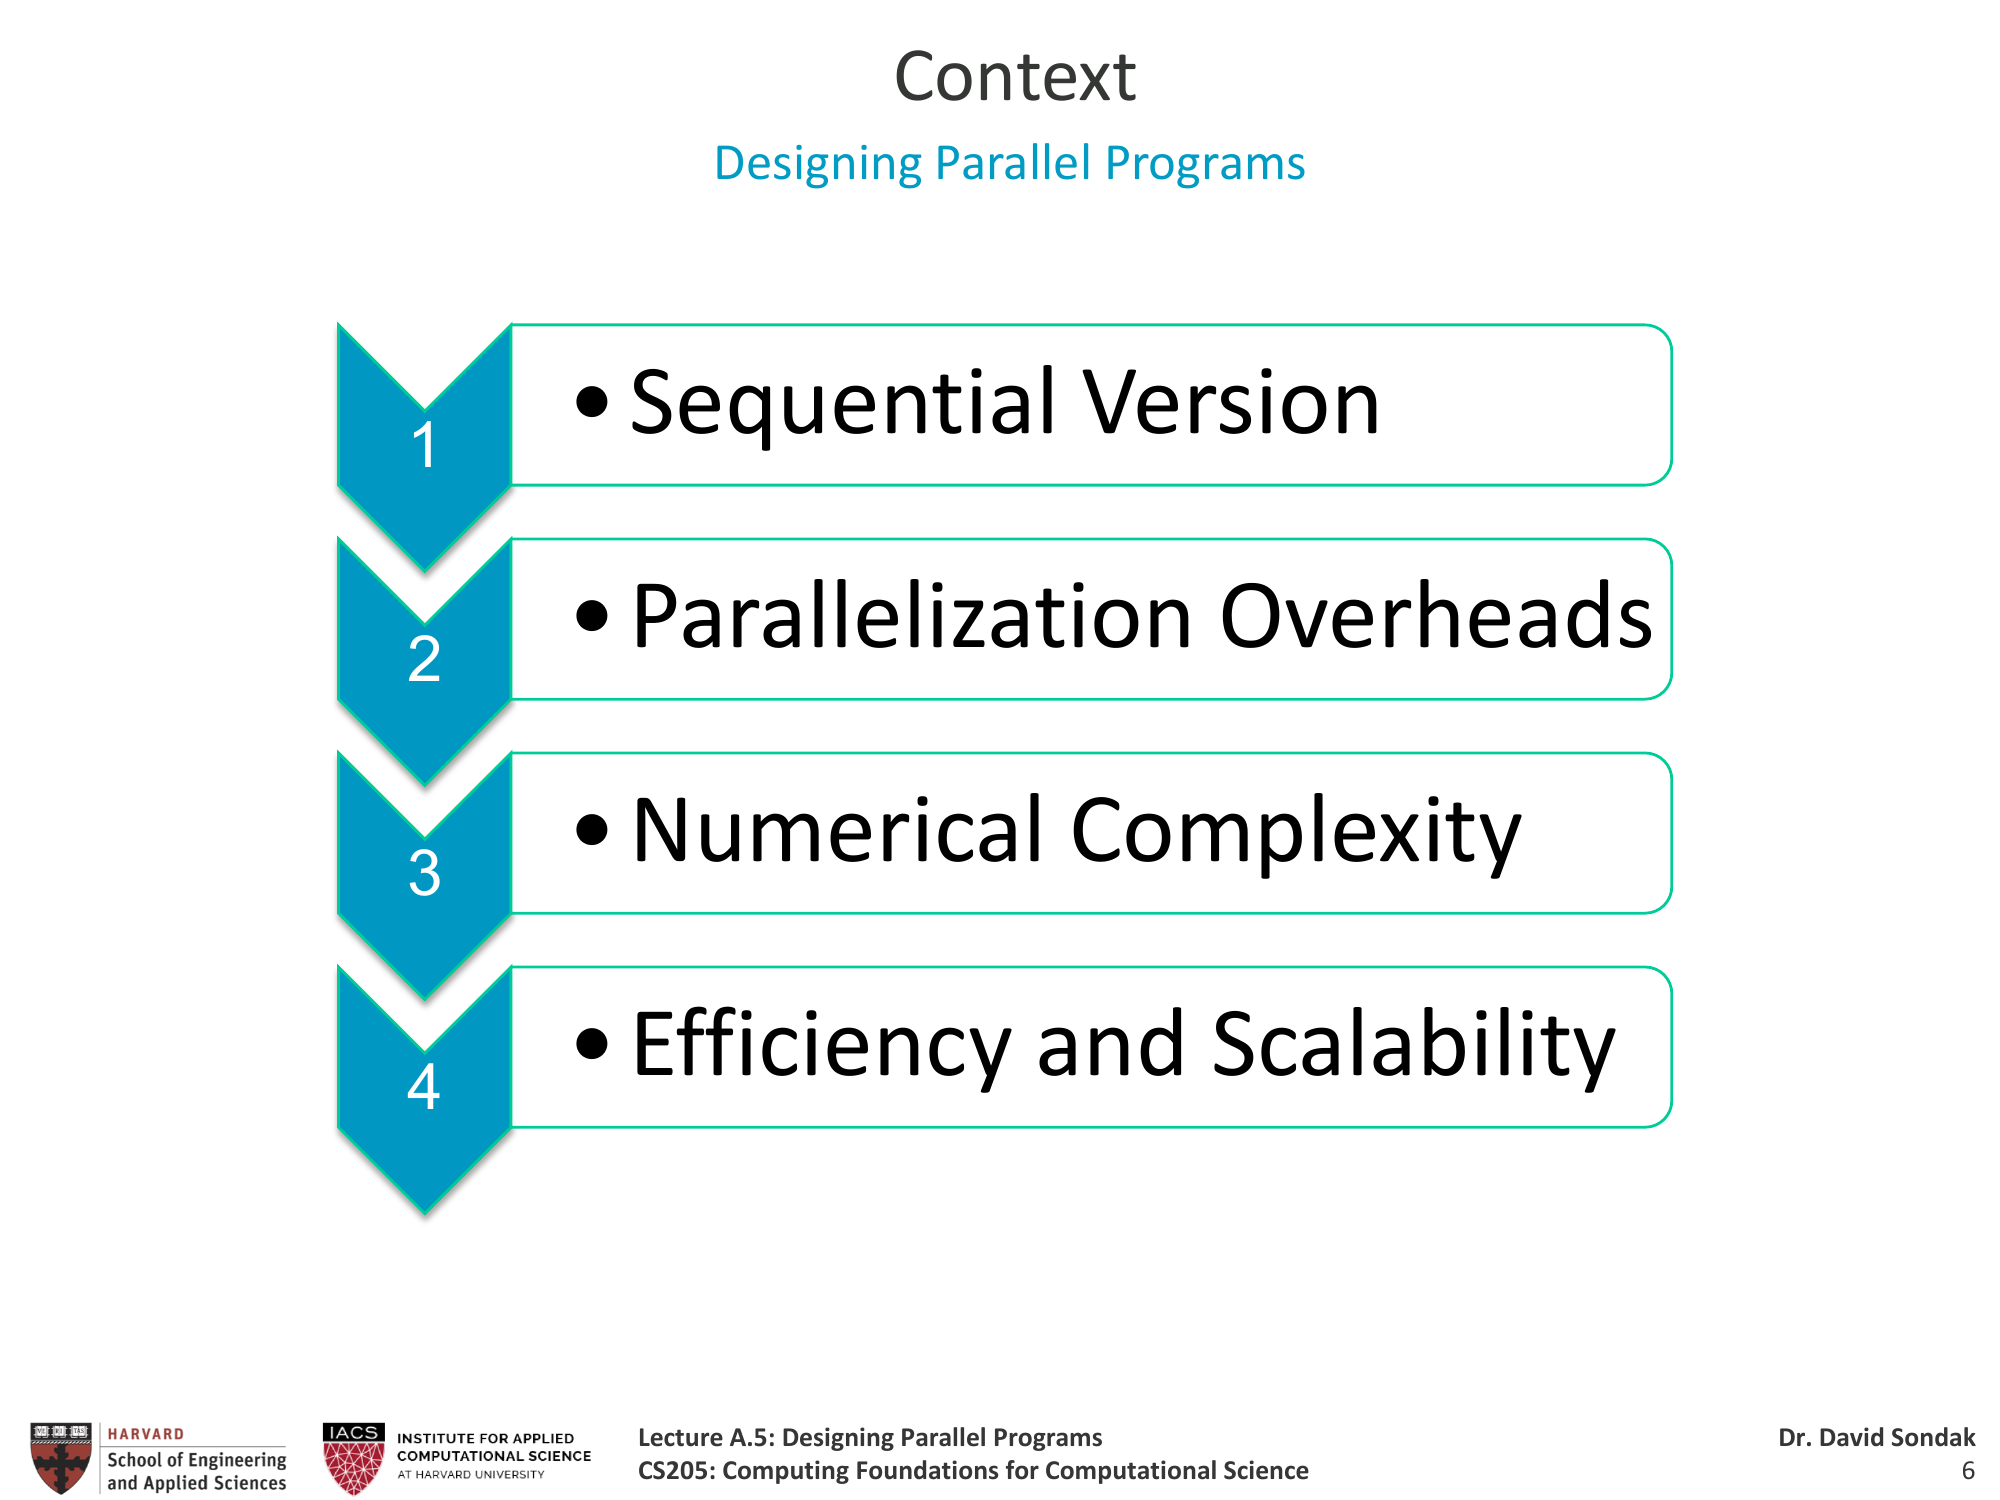 Context
Designing Parallel Programs
1
• Sequential Version
2
• Parallelization Overheads
3
• Numerical Complexity
4
• Efficiency and Scalability
HARVARD
School of Engineering
and Applied Sciences
IACS
INSTITUTE FOR APPLIED
COMPUTATIONAL SCIENCE
AT HARVARD UNIVERSITY
Lecture A.5: Designing Parallel Programs
CS205: Computing Foundations for Computational Science
Dr. David Sondak
6